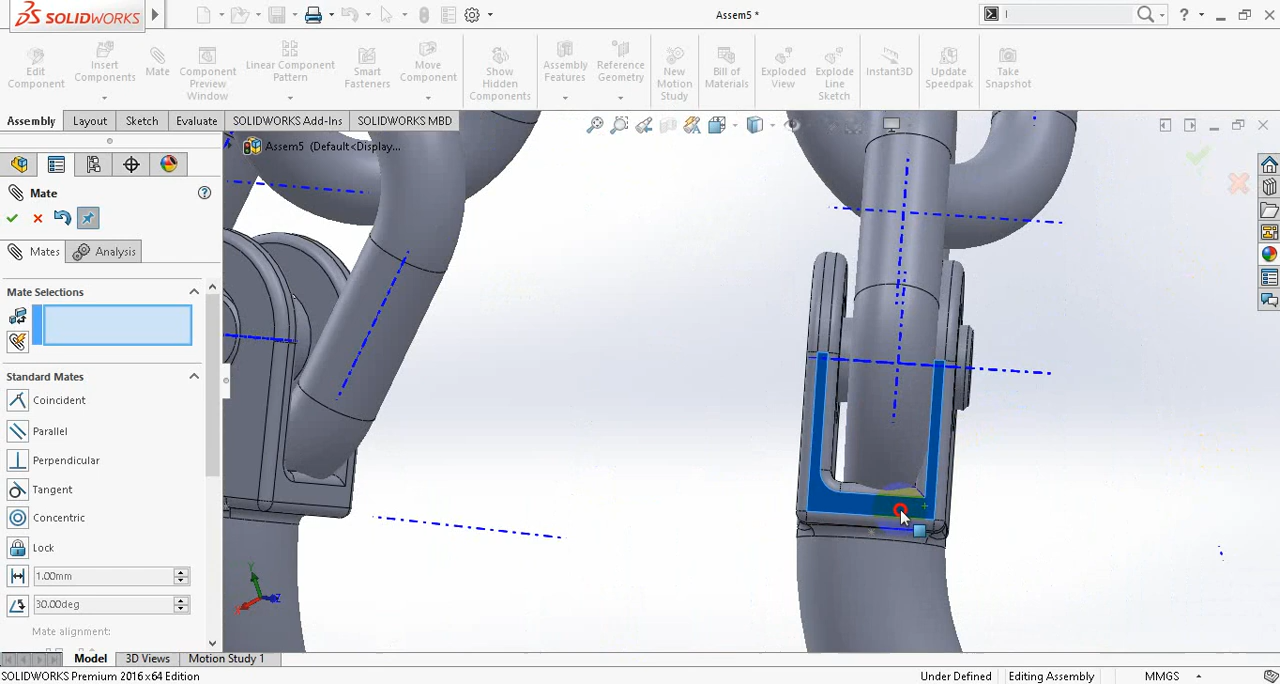 SOLIDWORKS
Assem5 *
Edit Component
Insert Components
Mate
Component Preview Window
Linear Component Pattern
Smart Fasteners
Move Component
Show Hidden Components
Assembly Features
Reference Geometry
New Motion Study
Bill of Materials
Exploded View
Explode Line Sketch
Instant3D
Update Speedpak
Take Snapshot
Assembly
Layout
Sketch
Evaluate
SOLIDWORKS Add-Ins
SOLIDWORKS MBD
Assem5 (Default<Display...
Mate
Mates
Analysis
Mate Selections
Standard Mates
Coincident
Parallel
Perpendicular
Tangent
Concentric
Lock
1.00mm
30.00deg
Mate alignment:
Model
3D Views
Motion Study 1
SOLIDWORKS Premium 2016 x64 Edition
Under Defined
Editing Assembly
MMGS